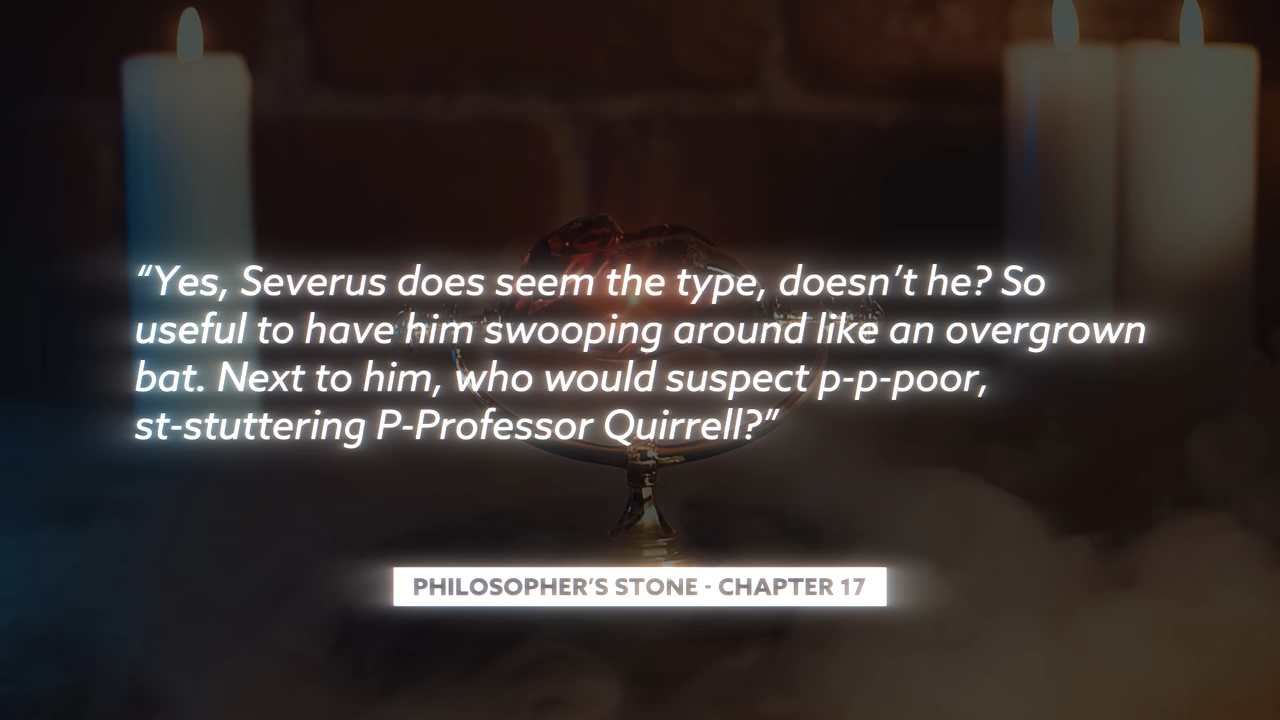 “Yes, Severus does seem the type, doesn’t he? So
useful to have him swooping around like an overgrown
bat. Next to him, who would suspect p-p-poor,
st-stuttering P-Professor Quirrell?”
PHILOSOPHER’S STONE - CHAPTER 17